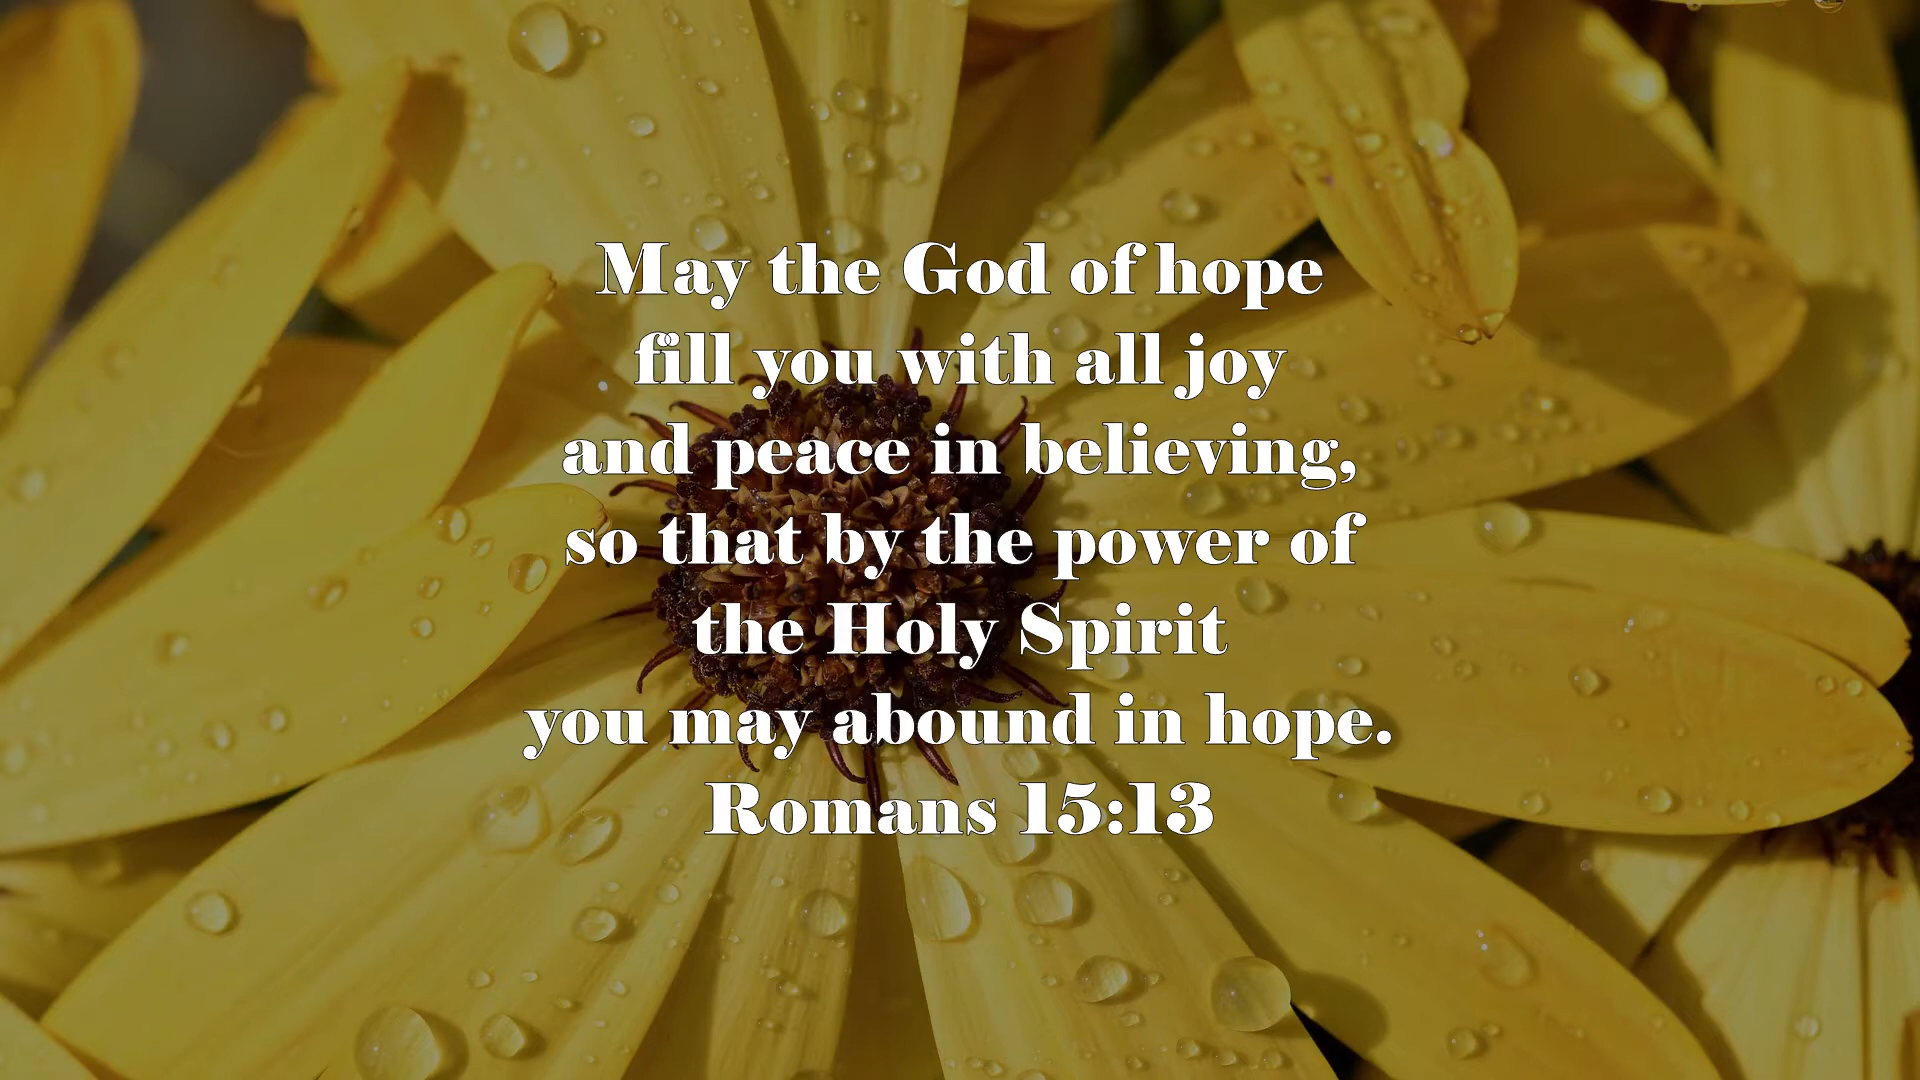 May the God of hope
fill you with all joy
and peace in believing,
so that by the power of
the Holy Spirit
you may abound in hope.
Romans 15:13